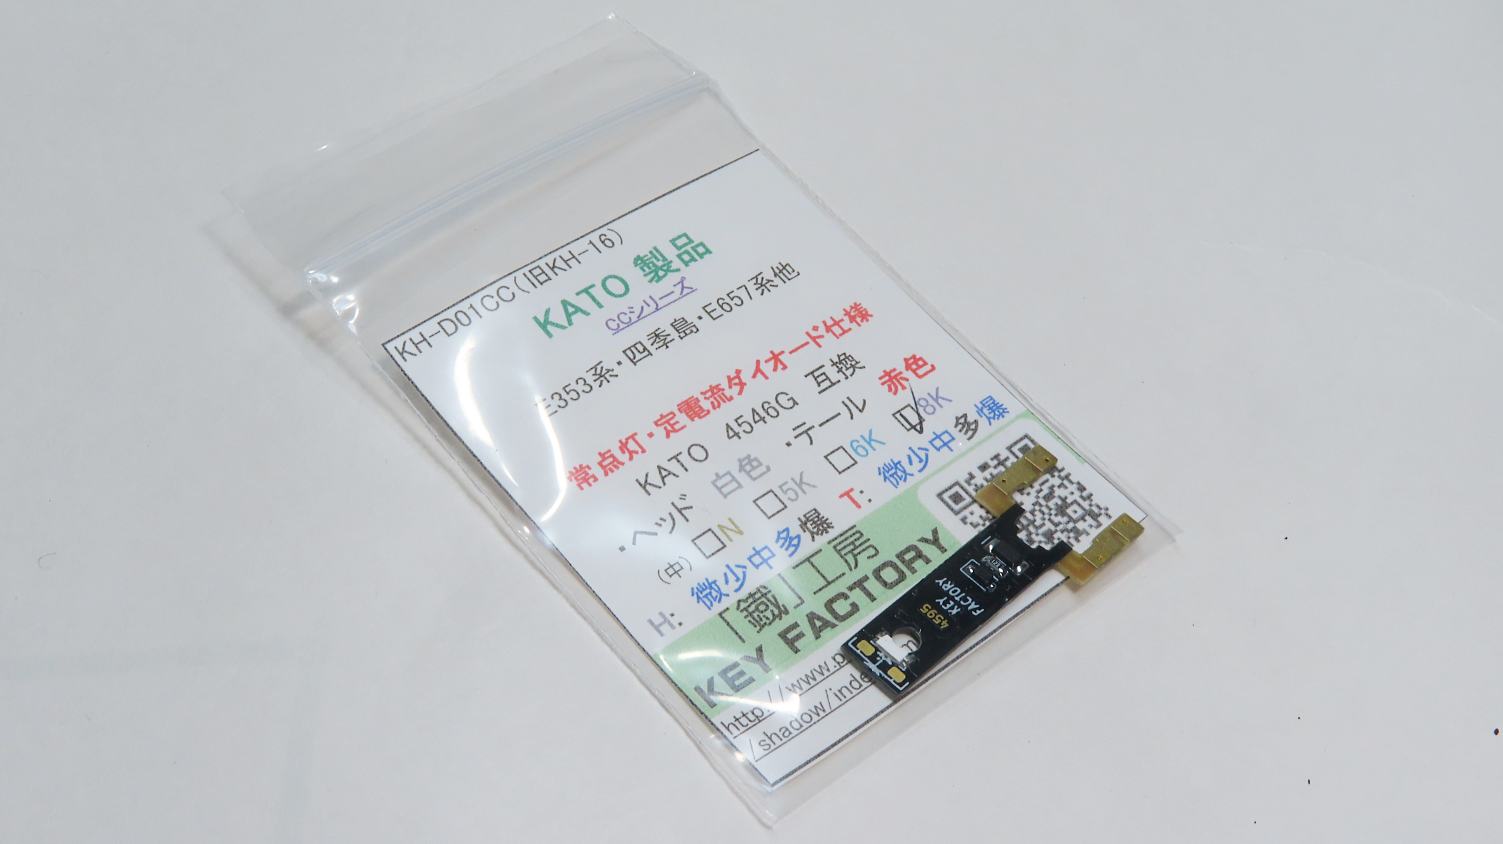 KH-D01CC(旧KH-16)
KATO 製品
CCシリーズ
E353系・四季島・E657系他
常点灯・定電流ダイオード仕様
KATO 4546G 互換
・ヘッド 白色 ・テール 赤色
(中) □N □5K □6K □8K
H: 微少中多爆 T: 微少中多爆
「鐵」工房
KEY FACTORY
http://www.p
/shadow/inde
4595
KEY
FACTORY